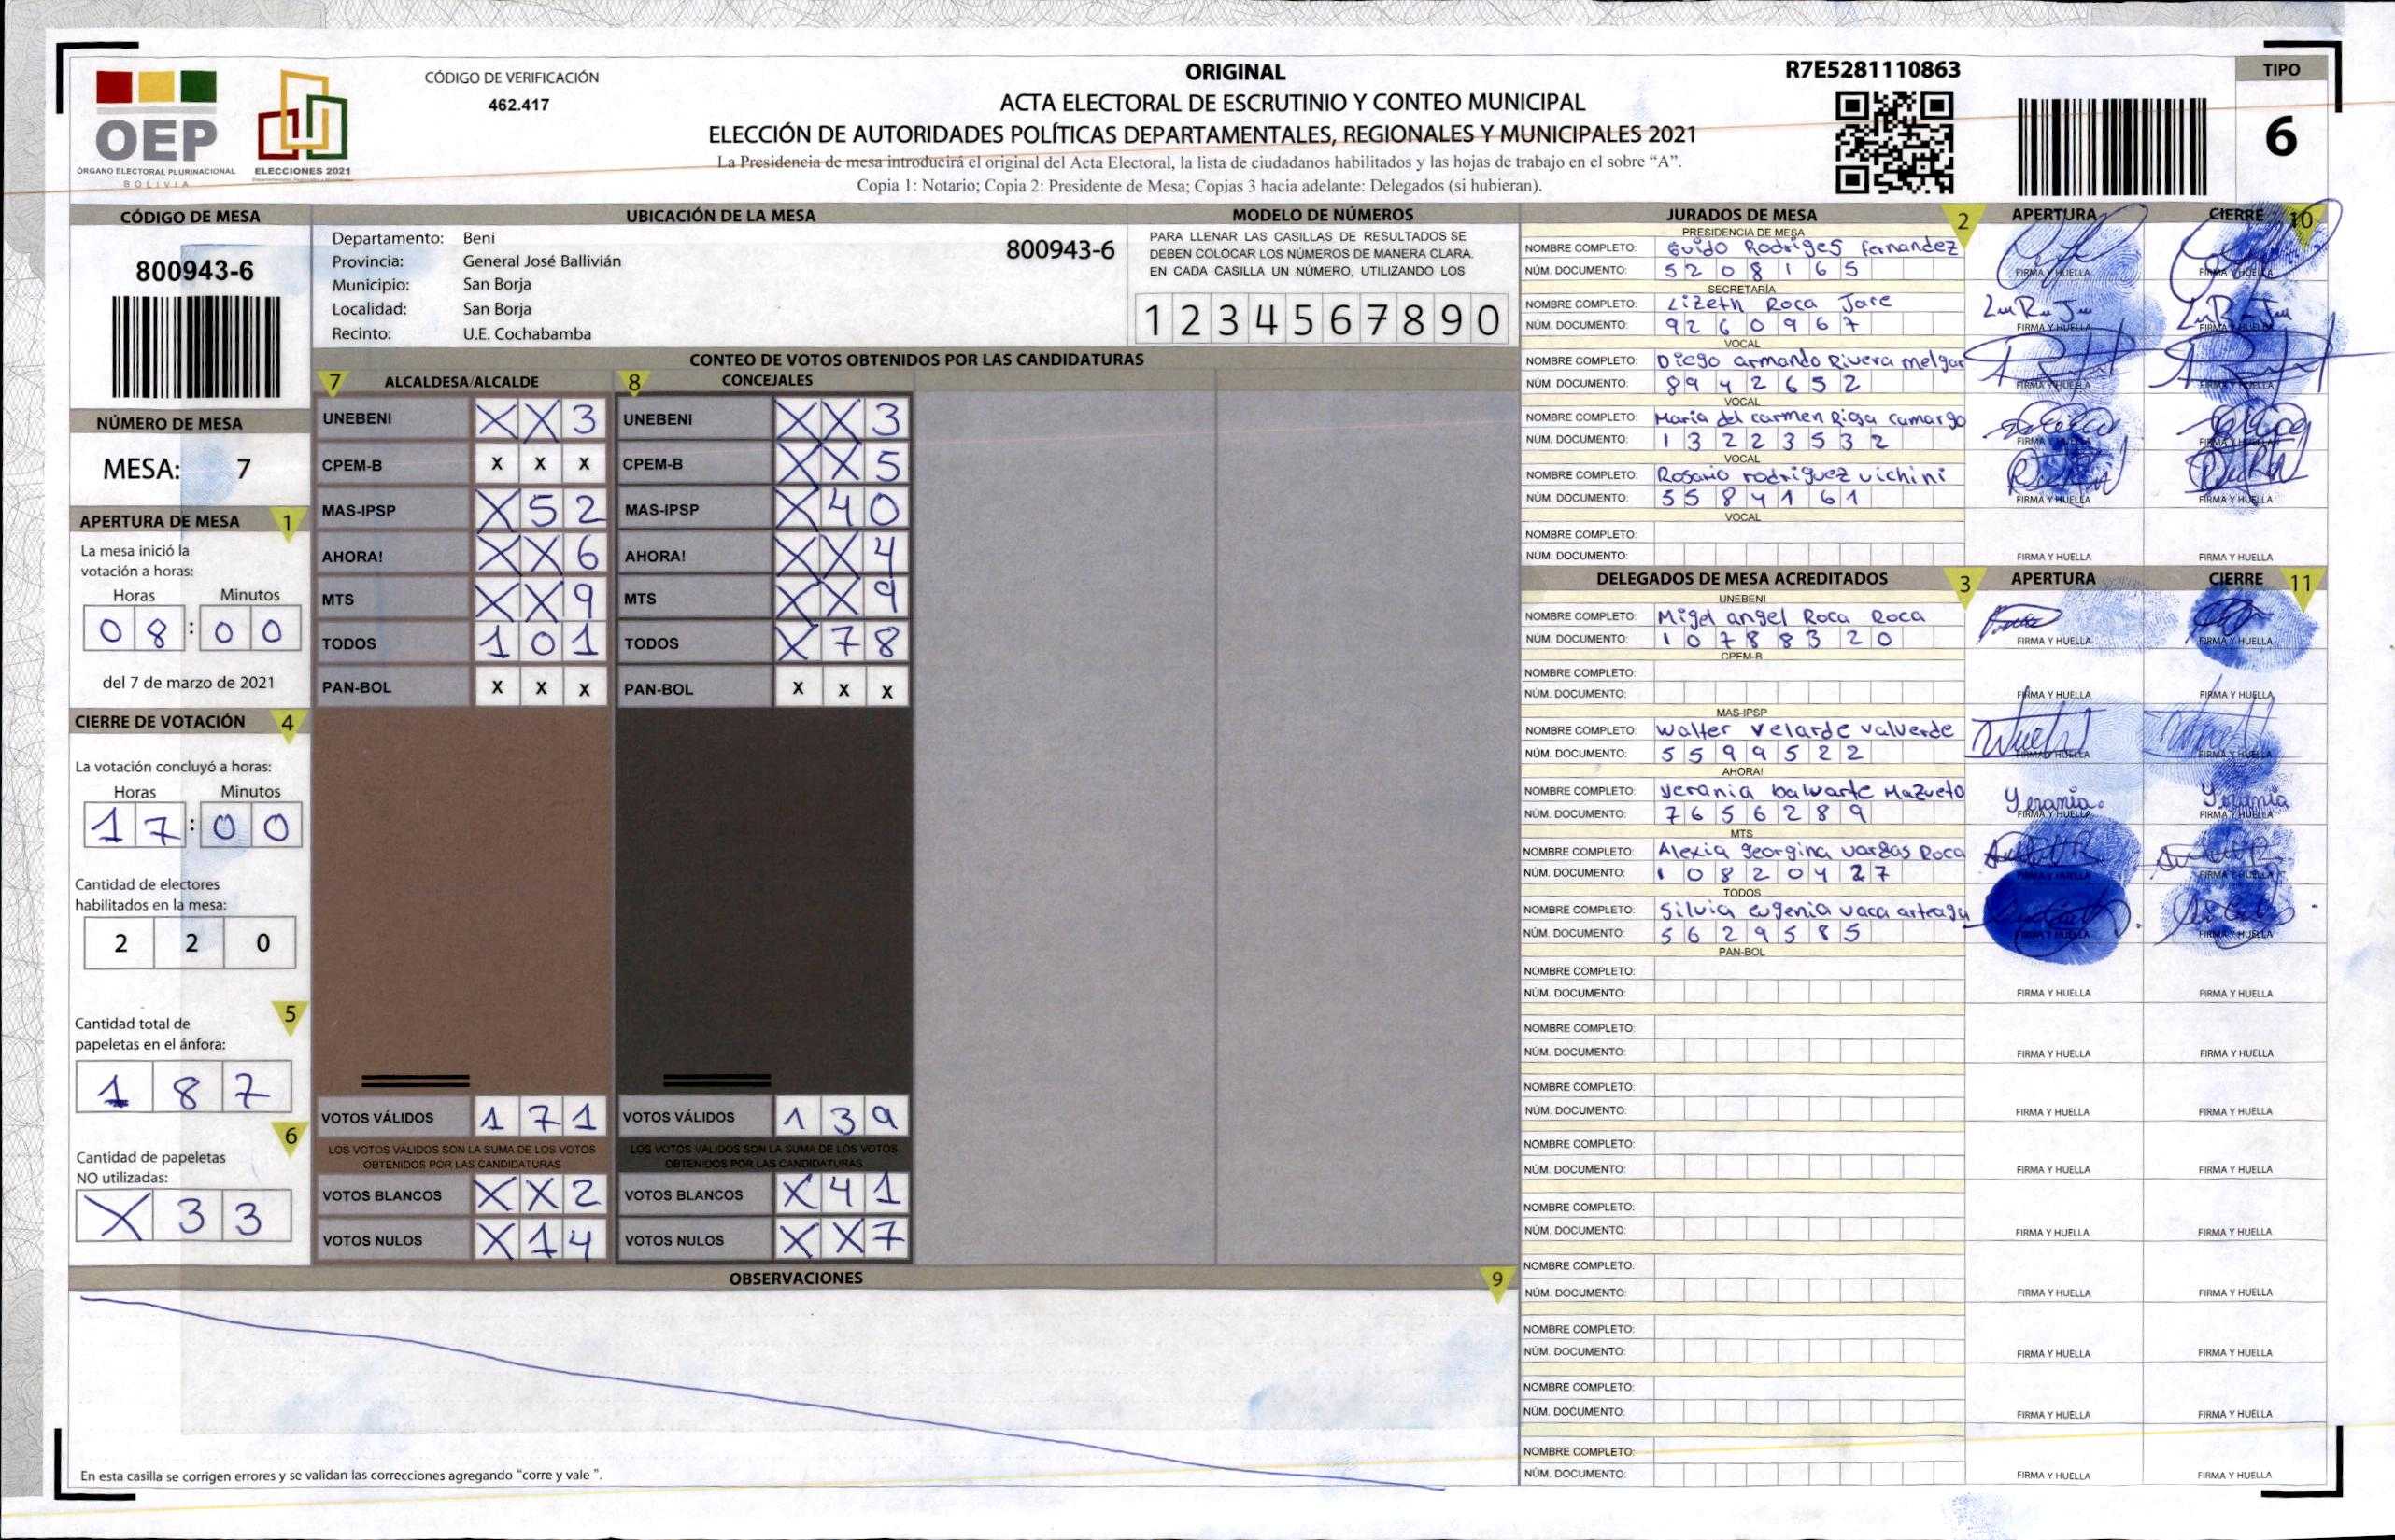 OEP
ÓRGANO ELECTORAL PLURINACIONAL
BOLIVIA
ELECCIONES 2021
CÓDIGO DE VERIFICACIÓN
462.417
ORIGINAL
ACTA ELECTORAL DE ESCRUTINIO Y CONTEO MUNICIPAL
ELECCIÓN DE AUTORIDADES POLÍTICAS DEPARTAMENTALES, REGIONALES Y MUNICIPALES 2021
La Presidencia de mesa introducirá el original del Acta Electoral, la lista de ciudadanos habilitados y las hojas de trabajo en el sobre “A”.
Copia 1: Notario; Copia 2: Presidente de Mesa; Copias 3 hacia adelante: Delegados (si hubieran).
R7E5281110863
TIPO
6
CÓDIGO DE MESA
800943-6
NÚMERO DE MESA
MESA: 7
APERTURA DE MESA 1
La mesa inició la
votación a horas:
Horas Minutos
0 8 : 0 0
del 7 de marzo de 2021
CIERRE DE VOTACIÓN 4
La votación concluyó a horas:
Horas Minutos
1 7 : 0 0
Cantidad de electores
habilitados en la mesa:
2 2 0
5
Cantidad total de
papeletas en el ánfora:
1 8 7
6
Cantidad de papeletas
NO utilizadas:
X 3 3
UBICACIÓN DE LA MESA
Departamento: Beni
Provincia: General José Ballivián
Municipio: San Borja
Localidad: San Borja
Recinto: U.E. Cochabamba
800943-6
MODELO DE NÚMEROS
PARA LLENAR LAS CASILLAS DE RESULTADOS SE
DEBEN COLOCAR LOS NÚMEROS DE MANERA CLARA.
EN CADA CASILLA UN NÚMERO, UTILIZANDO LOS
1 2 3 4 5 6 7 8 9 0
CONTEO DE VOTOS OBTENIDOS POR LAS CANDIDATURAS
7 ALCALDESA/ALCALDE 8 CONCEJALES
UNEBENI X X 3 UNEBENI X X 3
CPEM-B X X X CPEM-B X X 5
MAS-IPSP X 5 2 MAS-IPSP X 4 0
AHORA! X X 6 AHORA! X X 4
MTS X X 9 MTS X X 9
TODOS 1 0 1 TODOS X 7 8
PAN-BOL X X X PAN-BOL X X X
VOTOS VÁLIDOS 1 7 1 VOTOS VÁLIDOS 1 3 9
LOS VOTOS VÁLIDOS SON LA SUMA DE LOS VOTOS LOS VOTOS VÁLIDOS SON LA SUMA DE LOS VOTOS
OBTENIDOS POR LAS CANDIDATURAS OBTENIDOS POR LAS CANDIDATURAS
VOTOS BLANCOS X X 2 VOTOS BLANCOS X 4 1
VOTOS NULOS X 1 4 VOTOS NULOS X X 7
OBSERVACIONES 9
En esta casilla se corrigen errores y se validan las correcciones agregando “corre y vale ”.
JURADOS DE MESA 2 APERTURA CIERRE 10
PRESIDENCIA DE MESA
NOMBRE COMPLETO: Guido Rodriges fernandez
NÚM. DOCUMENTO: 5 2 0 8 1 6 5 FIRMA Y HUELLA FIRMA Y HUELLA
SECRETARÍA
NOMBRE COMPLETO: Lizeth Roca Jare
NÚM. DOCUMENTO: 9 2 6 0 9 6 7 FIRMA Y HUELLA FIRMA Y HUELLA
VOCAL
NOMBRE COMPLETO: Diego armando Rivera melgar
NÚM. DOCUMENTO: 8 9 4 2 6 5 2 FIRMA Y HUELLA FIRMA Y HUELLA
VOCAL
NOMBRE COMPLETO: Maria del carmen Rioja camargo
NÚM. DOCUMENTO: 1 3 2 2 3 5 3 2 FIRMA Y HUELLA FIRMA Y HUELLA
VOCAL
NOMBRE COMPLETO: Rosario rodriguez vichini
NÚM. DOCUMENTO: 5 5 8 4 1 6 1 FIRMA Y HUELLA FIRMA Y HUELLA
VOCAL
NOMBRE COMPLETO:
NÚM. DOCUMENTO: FIRMA Y HUELLA FIRMA Y HUELLA
DELEGADOS DE MESA ACREDITADOS 3 APERTURA CIERRE 11
UNEBENI
NOMBRE COMPLETO: Migel angel Roca Roca
NÚM. DOCUMENTO: 1 0 7 8 8 3 2 0 FIRMA Y HUELLA FIRMA Y HUELLA
CPEM-B
NOMBRE COMPLETO:
NÚM. DOCUMENTO: FIRMA Y HUELLA FIRMA Y HUELLA
MAS-IPSP
NOMBRE COMPLETO: Walter Velarde Valverde
NÚM. DOCUMENTO: 5 5 9 9 5 2 2 FIRMA Y HUELLA
AHORA!
NOMBRE COMPLETO: Yerania balvarte Mazueto
NÚM. DOCUMENTO: 7 6 5 6 2 8 9 Yerania FIRMA Y HUELLA Yerania FIRMA Y HUELLA
MTS
NOMBRE COMPLETO: Alexia georgina vargas Roca
NÚM. DOCUMENTO: 1 0 8 2 0 4 2 7 FIRMA Y HUELLA FIRMA Y HUELLA
TODOS
NOMBRE COMPLETO: Silvia eugenia vaca arteaga
NÚM. DOCUMENTO: 5 6 2 9 5 8 5 FIRMA Y HUELLA FIRMA Y HUELLA
PAN-BOL
NOMBRE COMPLETO:
NÚM. DOCUMENTO: FIRMA Y HUELLA FIRMA Y HUELLA
NOMBRE COMPLETO:
NÚM. DOCUMENTO: FIRMA Y HUELLA FIRMA Y HUELLA
NOMBRE COMPLETO:
NÚM. DOCUMENTO: FIRMA Y HUELLA FIRMA Y HUELLA
NOMBRE COMPLETO:
NÚM. DOCUMENTO: FIRMA Y HUELLA FIRMA Y HUELLA
NOMBRE COMPLETO:
NÚM. DOCUMENTO: FIRMA Y HUELLA FIRMA Y HUELLA
NOMBRE COMPLETO:
NÚM. DOCUMENTO: FIRMA Y HUELLA FIRMA Y HUELLA
NOMBRE COMPLETO:
NÚM. DOCUMENTO: FIRMA Y HUELLA FIRMA Y HUELLA
NOMBRE COMPLETO:
NÚM. DOCUMENTO: FIRMA Y HUELLA FIRMA Y HUELLA
NOMBRE COMPLETO:
NÚM. DOCUMENTO: FIRMA Y HUELLA FIRMA Y HUELLA